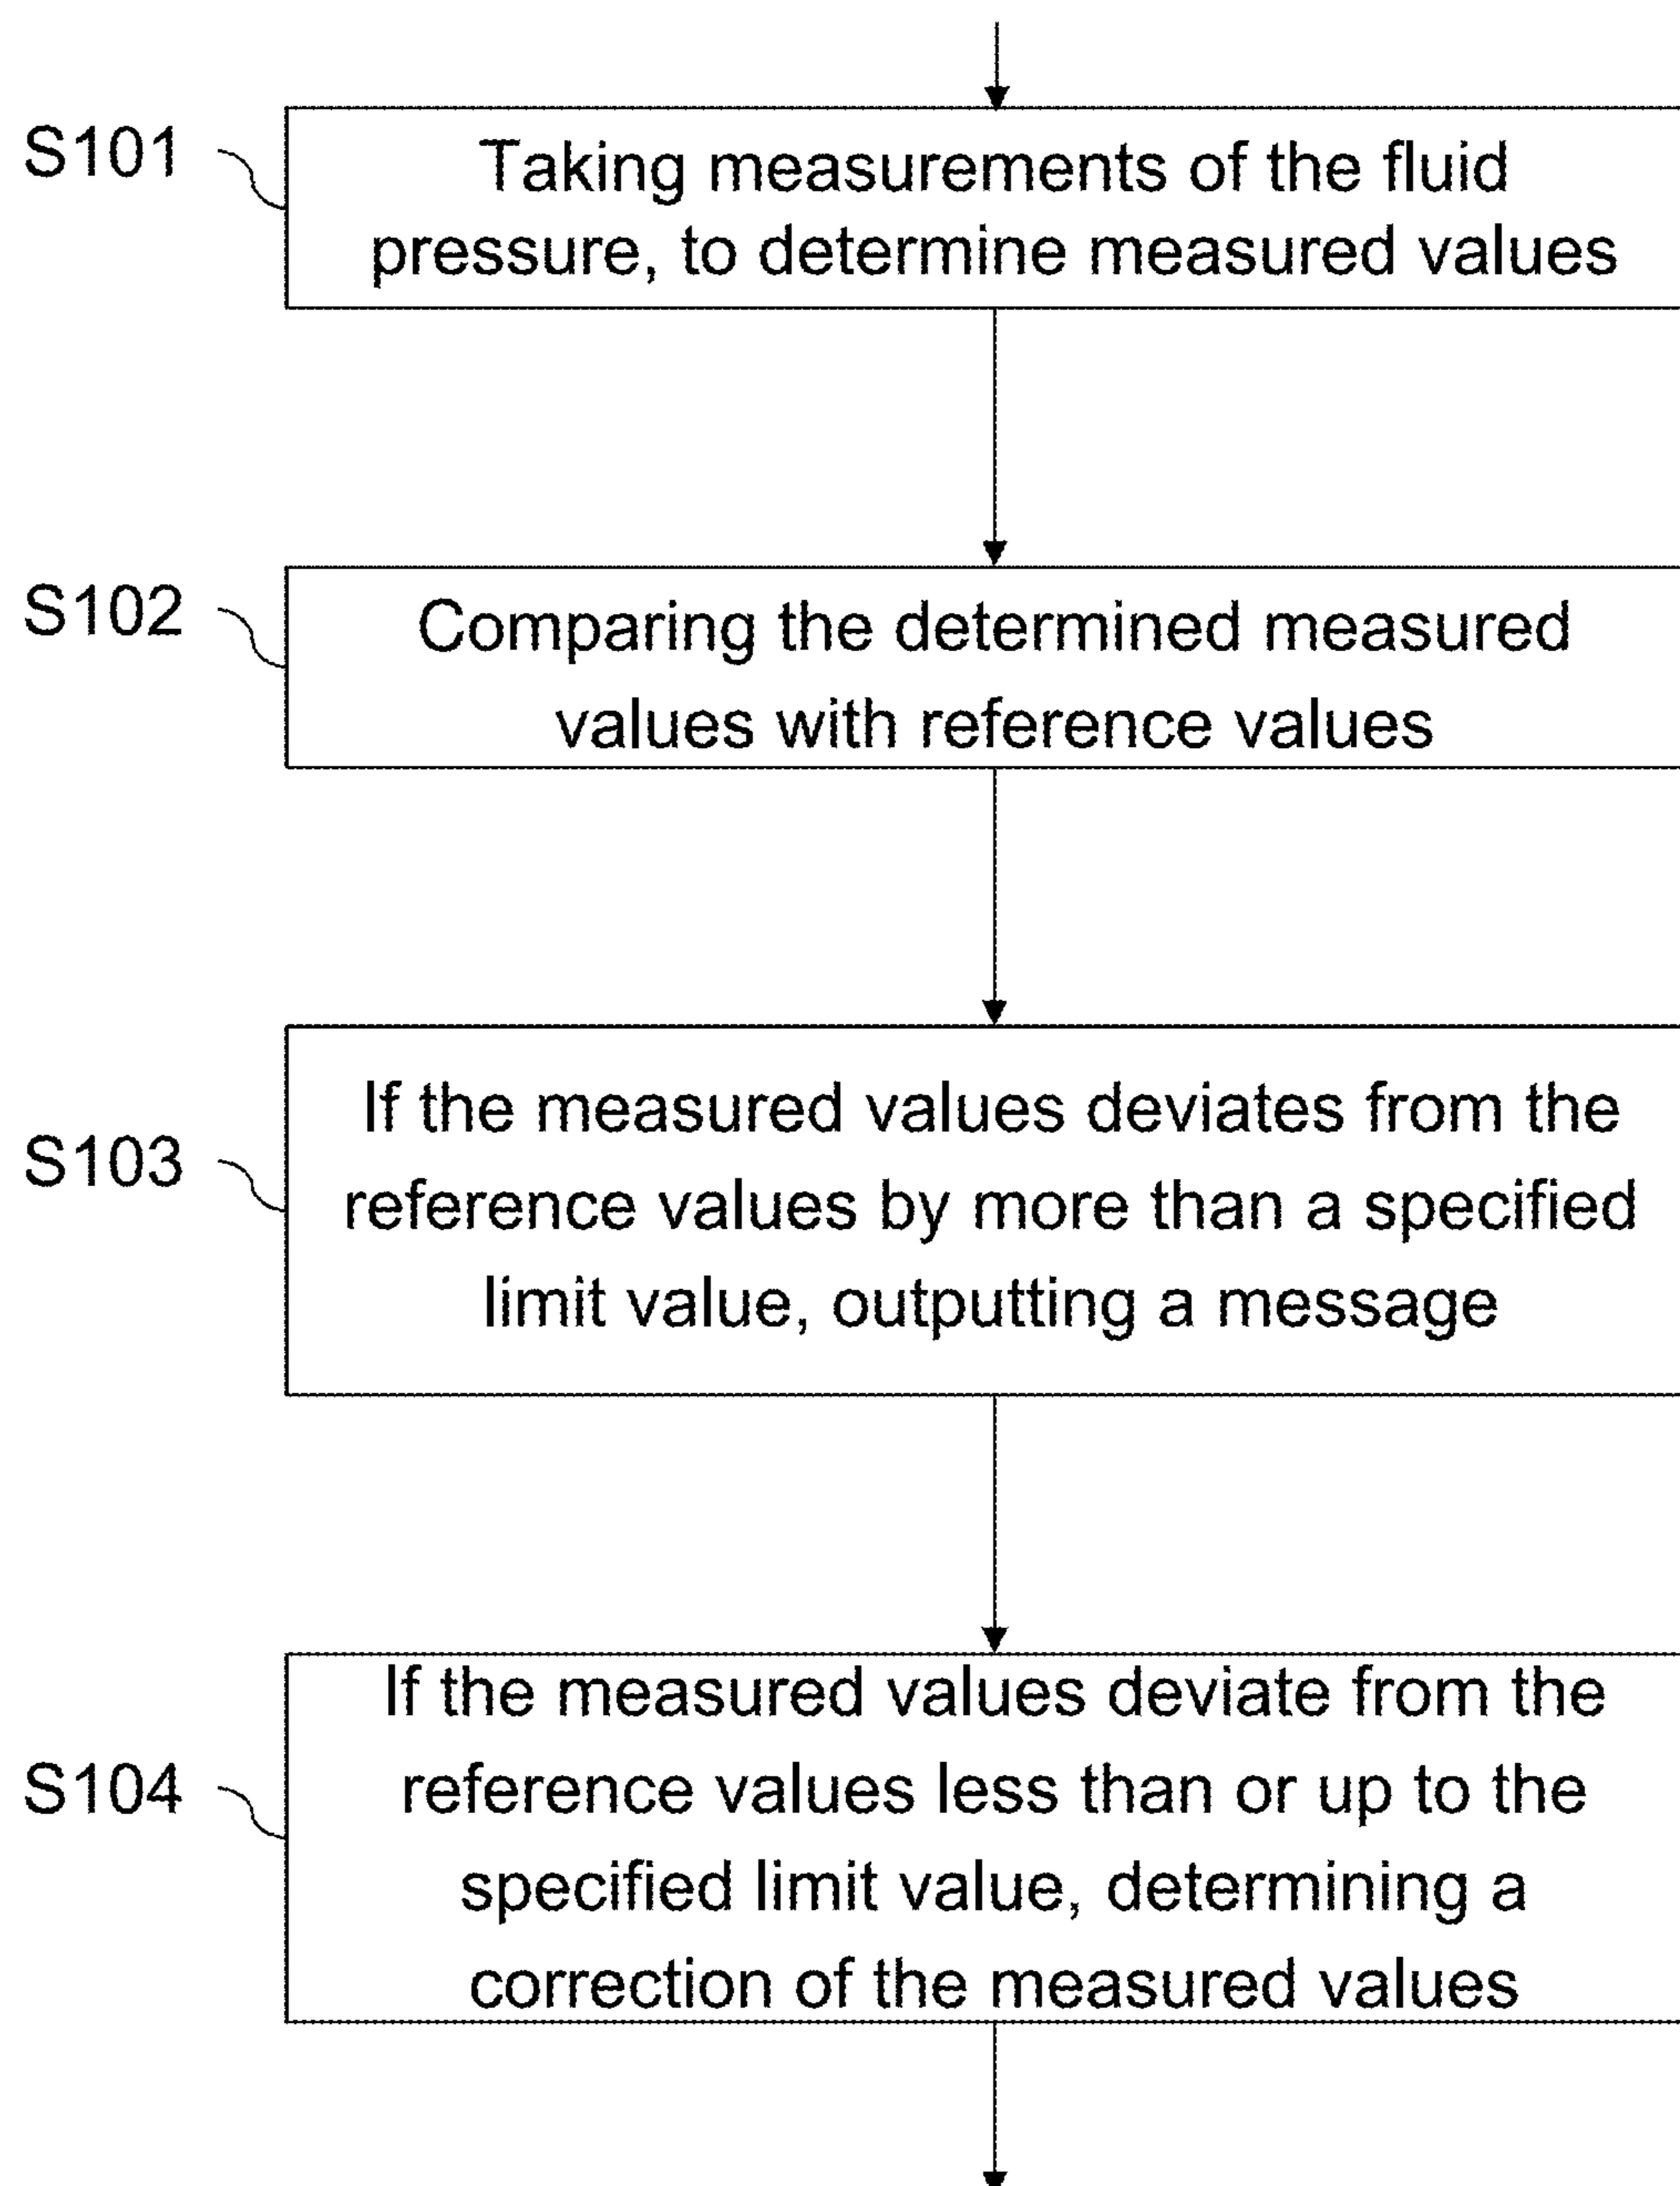 S101
Taking measurements of the fluid
pressure, to determine measured values
S102
Comparing the determined measured
values with reference values
S103
If the measured values deviates from the
reference values by more than a specified
limit value, outputting a message
S104
If the measured values deviate from the
reference values less than or up to the
specified limit value, determining a
correction of the measured values